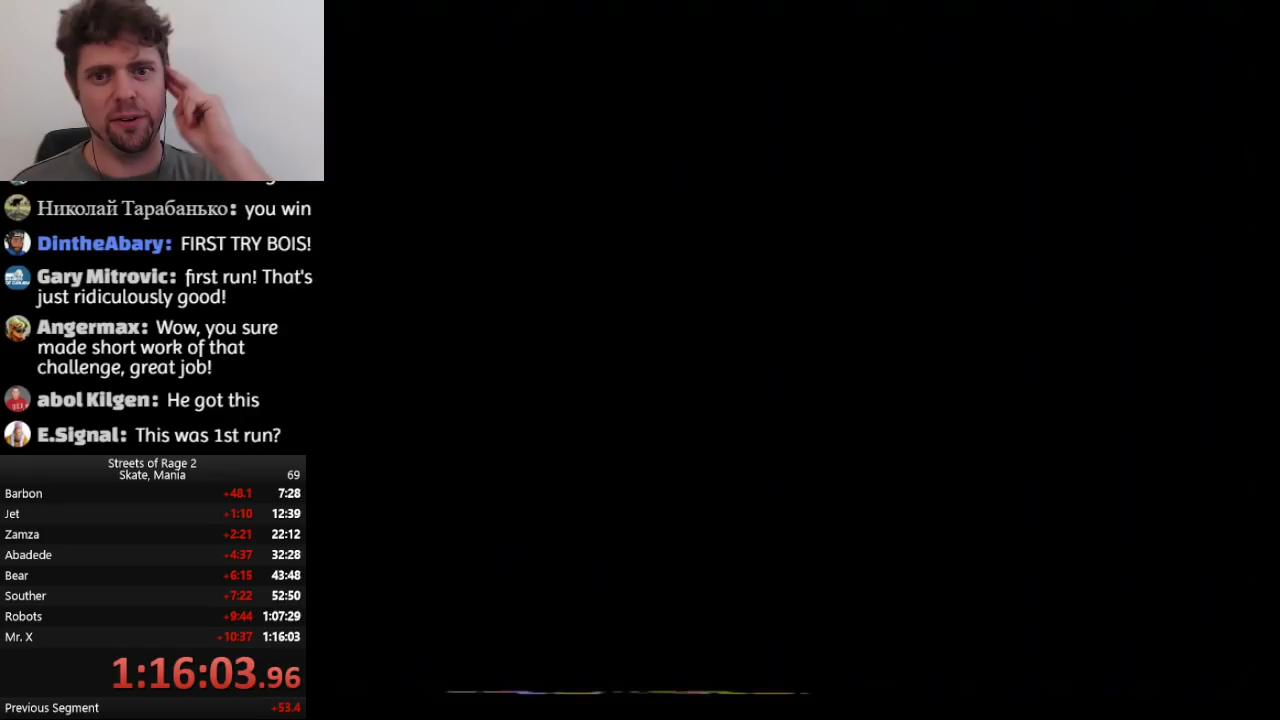 Николай Тарабанько: you win
DintheAbary: FIRST TRY BOIS!
Gary Mitrovic: first run! That's
just ridiculously good!
Angermax: Wow, you sure
made short work of that
challenge, great job!
abol Kilgen: He got this
E.Signal: This was 1st run?
Streets of Rage 2
Skate, Mania 69
Barbon +48.1 7:28
Jet +1:10 12:39
Zamza +2:21 22:12
Abadede +4:37 32:28
Bear +6:15 43:48
Souther +7:22 52:50
Robots +9:44 1:07:29
Mr. X +10:37 1:16:03
1:16:03.96
Previous Segment +53.4